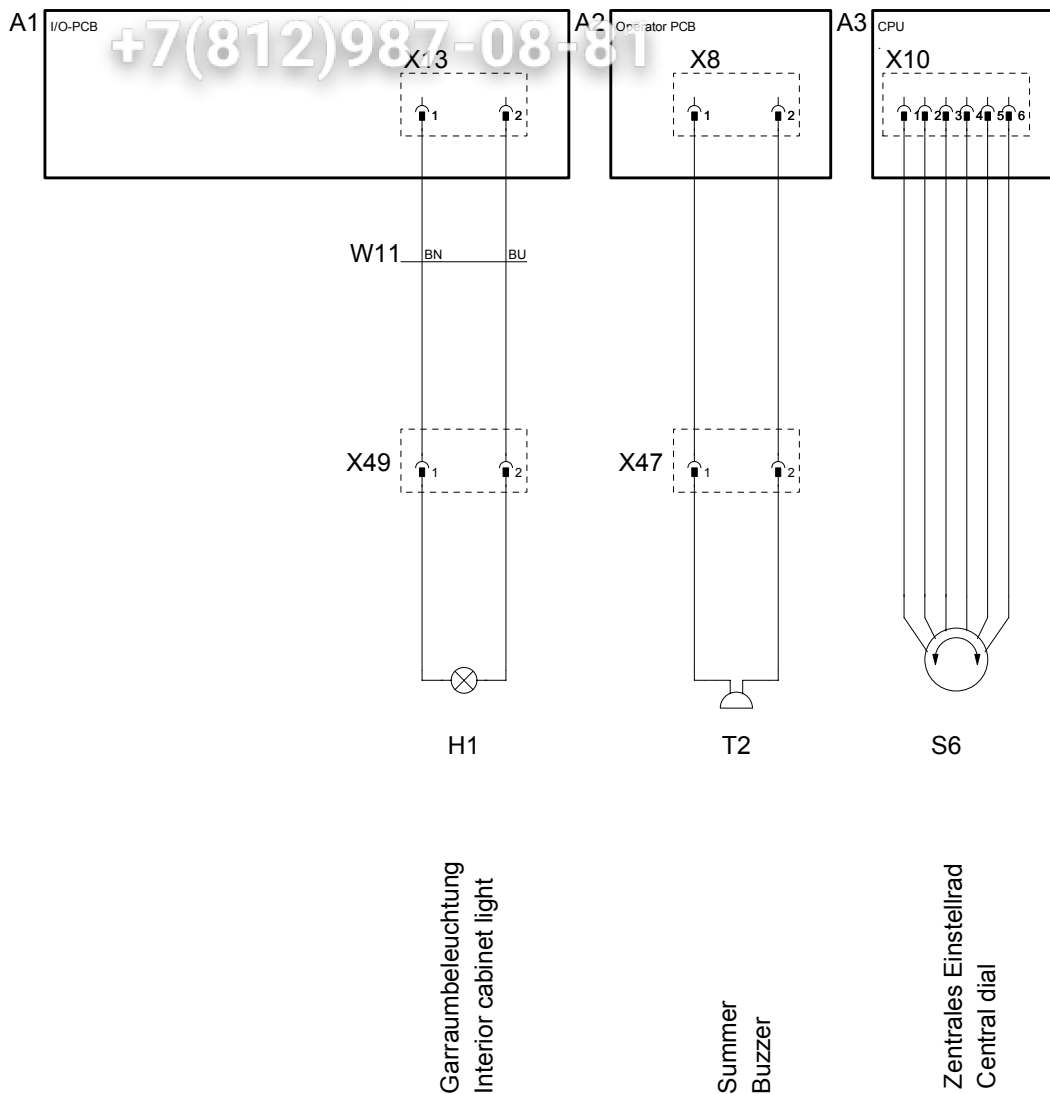 A1 I/O-PCB
A2 Operator PCB
A3 CPU
+7(812)987-08-81
X13
X8
X10
1 2
1 2
1 2 3 4 5 6
W11 BN BU
X49 1 2
X47 1 2
H1
T2
S6
Garraumbeleuchtung
Interior cabinet light
Summer
Buzzer
Zentrales Einstellrad
Central dial